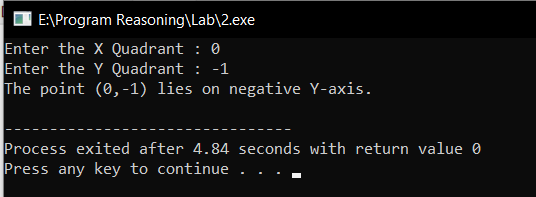 E:\Program Reasoning\Lab\2.exe
Enter the X Quadrant : 0
Enter the Y Quadrant : -1
The point (0,-1) lies on negative Y-axis.
--------------------------------
Process exited after 4.84 seconds with return value 0
Press any key to continue . . .